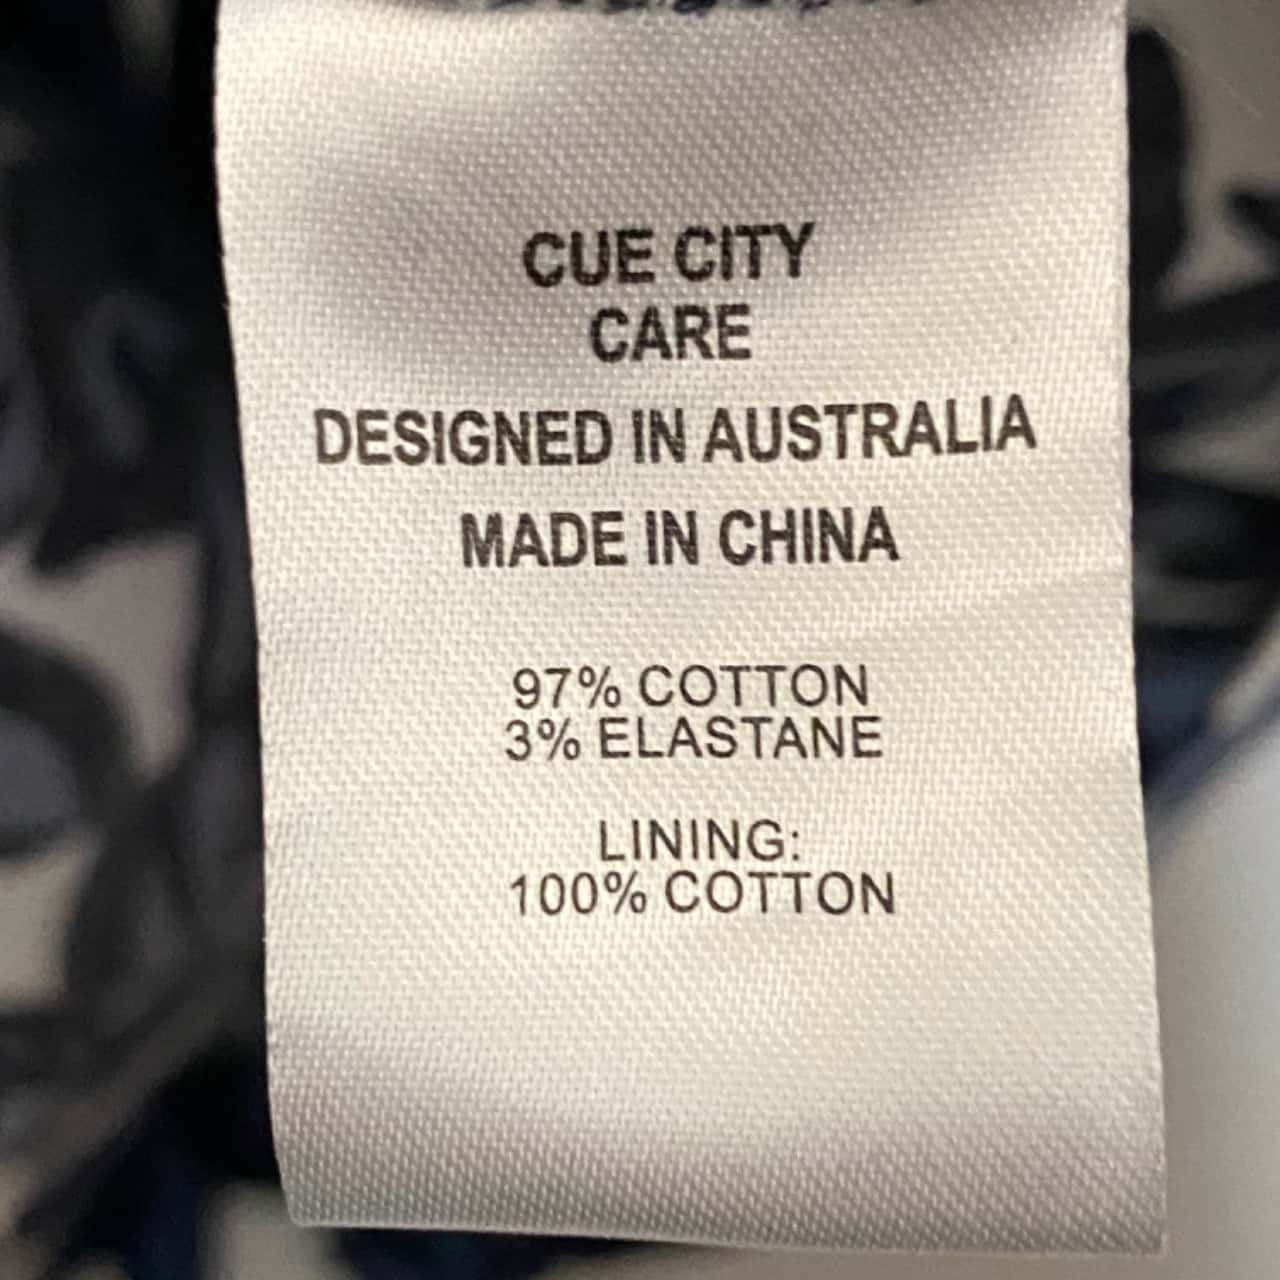 CUE CITY
CARE
DESIGNED IN AUSTRALIA
MADE IN CHINA
97% COTTON
3% ELASTANE
LINING:
100% COTTON